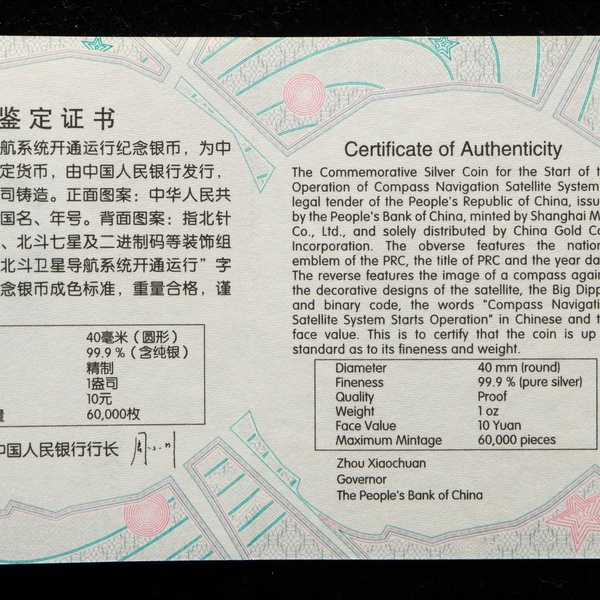 鉴定证书
航系统开通运行纪念银币，为中
定货币，由中国人民银行发行，
司铸造。正面图案：中华人民共
国名、年号。背面图案：指北针
、北斗七星及二进制码等装饰组
北斗卫星导航系统开通运行”字
念银币成色标准，重量合格，谨
40毫米（圆形）
99.9％（含纯银）
精制
1盎司
10元
量 60,000枚
中国人民银行行长
Certificate of Authenticity
The Commemorative Silver Coin for the Start of
Operation of Compass Navigation Satellite System
legal tender of the People's Republic of China,
by the People's Bank of China, minted by Shanghai
Co., Ltd., and solely distributed by China Gold
Incorporation. The obverse features the
emblem of the PRC, the title of PRC and the year
The reverse features the image of a compass
the decorative designs of the satellite, the Big
and binary code, the words "Compass
Satellite System Starts Operation" in Chinese and
face value. This is to certify that the coin is up
standard as to its fineness and weight.
Diameter 40 mm (round)
Fineness 99.9 % (pure silver)
Quality Proof
Weight 1 oz
Face Value 10 Yuan
Maximum Mintage 60,000 pieces
Zhou Xiaochuan
Governor
The People's Bank of China